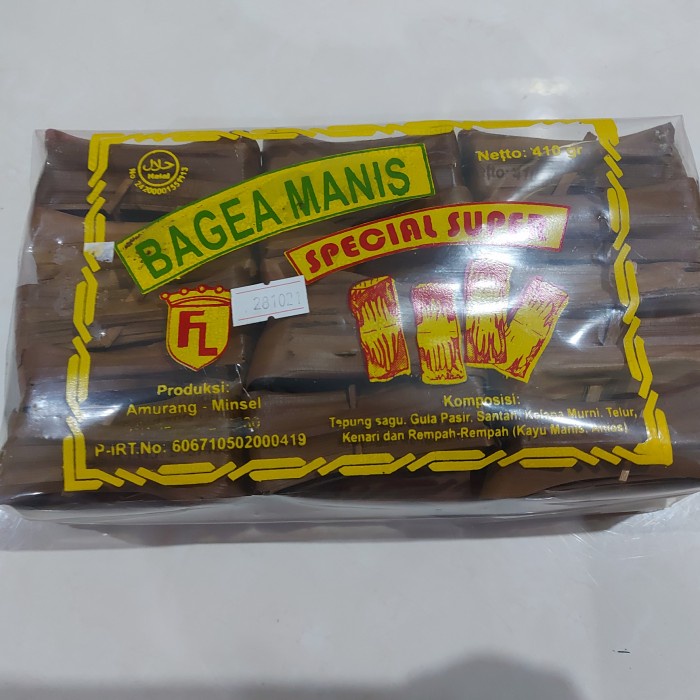 حلال
Halal
BAGEA MANIS
SPECIAL SUPER
Netto: 410 gr
FL
281021
Produksi:
Amurang - Minsel
P-IRT.No: 606710502000419
Komposisi:
Tepung sagu, Gula Pasir, Santan, Kelapa Murni, Telur,
Kenari dan Rempah-Rempah (Kayu Manis,